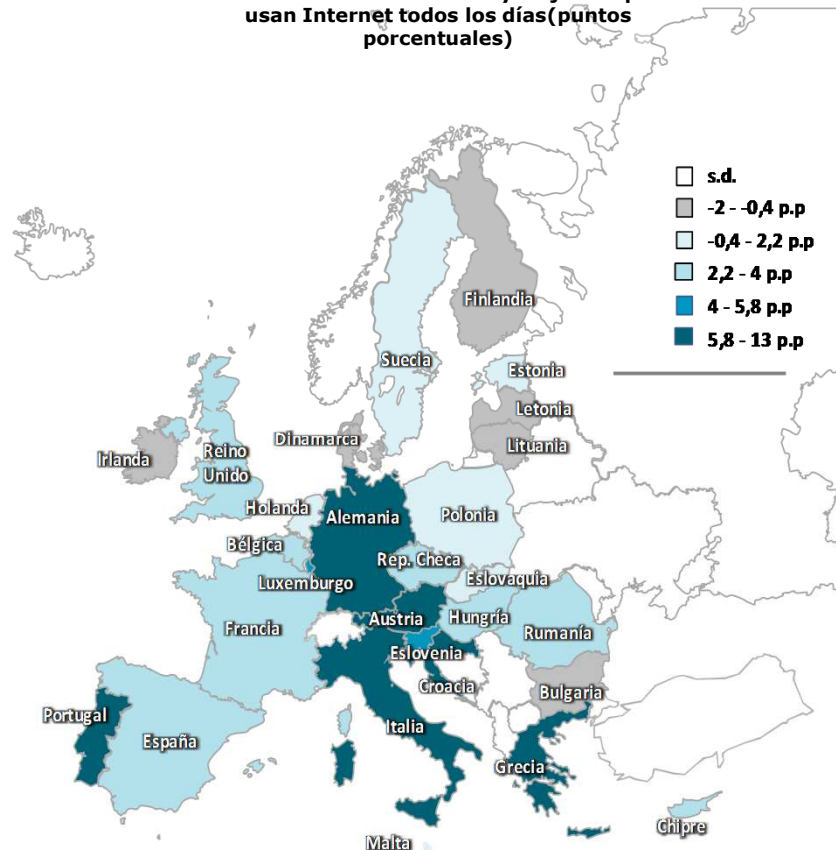 usan Internet todos los días(puntos
porcentuales)
s.d.
-2 - -0,4 p.p
-0,4 - 2,2 p.p
2,2 - 4 p.p
4 - 5,8 p.p
5,8 - 13 p.p
Finlandia
Suecia
Estonia
Letonia
Lituania
Dinamarca
Irlanda
Reino
Unido
Holanda
Alemania
Polonia
Bélgica
Rep. Checa
Luxemburgo
Eslovaquía
Austria
Hungría
Francia
Rumanía
Eslovenia
Croacia
Bulgaria
Portugal
España
Italia
Grecia
Chipre
Malta